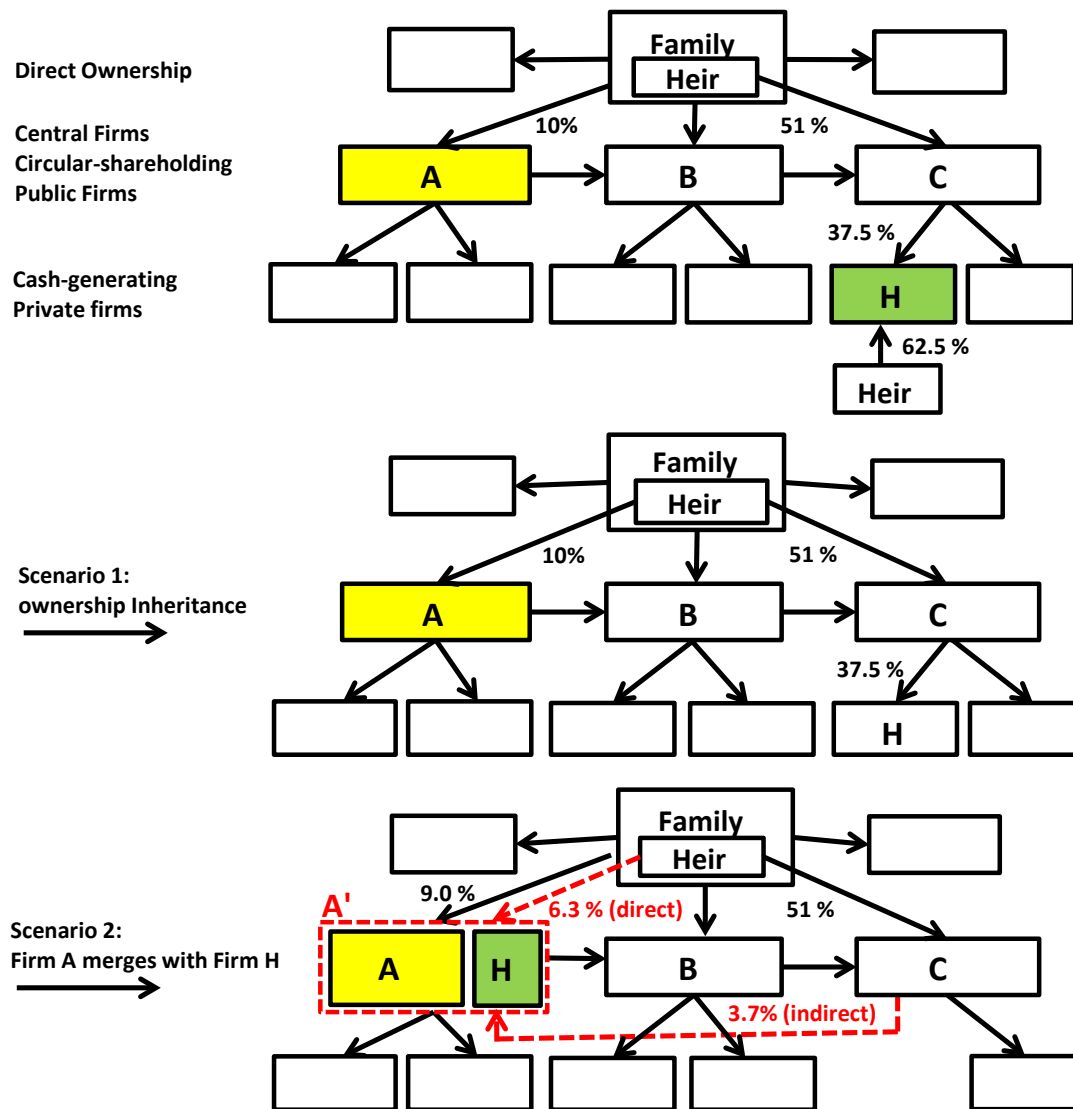 Family
Heir
Direct Ownership
10%
51 %
Central Firms
Circular-shareholding
Public Firms
A
B
C
37.5 %
Cash-generating
Private firms
H
62.5 %
Heir
Family
Heir
10%
51 %
Scenario 1:
ownership Inheritance
A
B
C
37.5 %
H
Family
Heir
9.0 %
A'
6.3 % (direct)
51 %
Scenario 2:
Firm A merges with Firm H
A
H
B
C
3.7% (indirect)